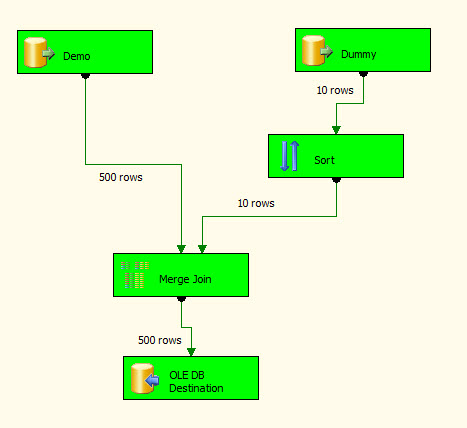 Demo
Dummy
10 rows
Sort
500 rows
10 rows
Merge Join
500 rows
OLE DB
Destination